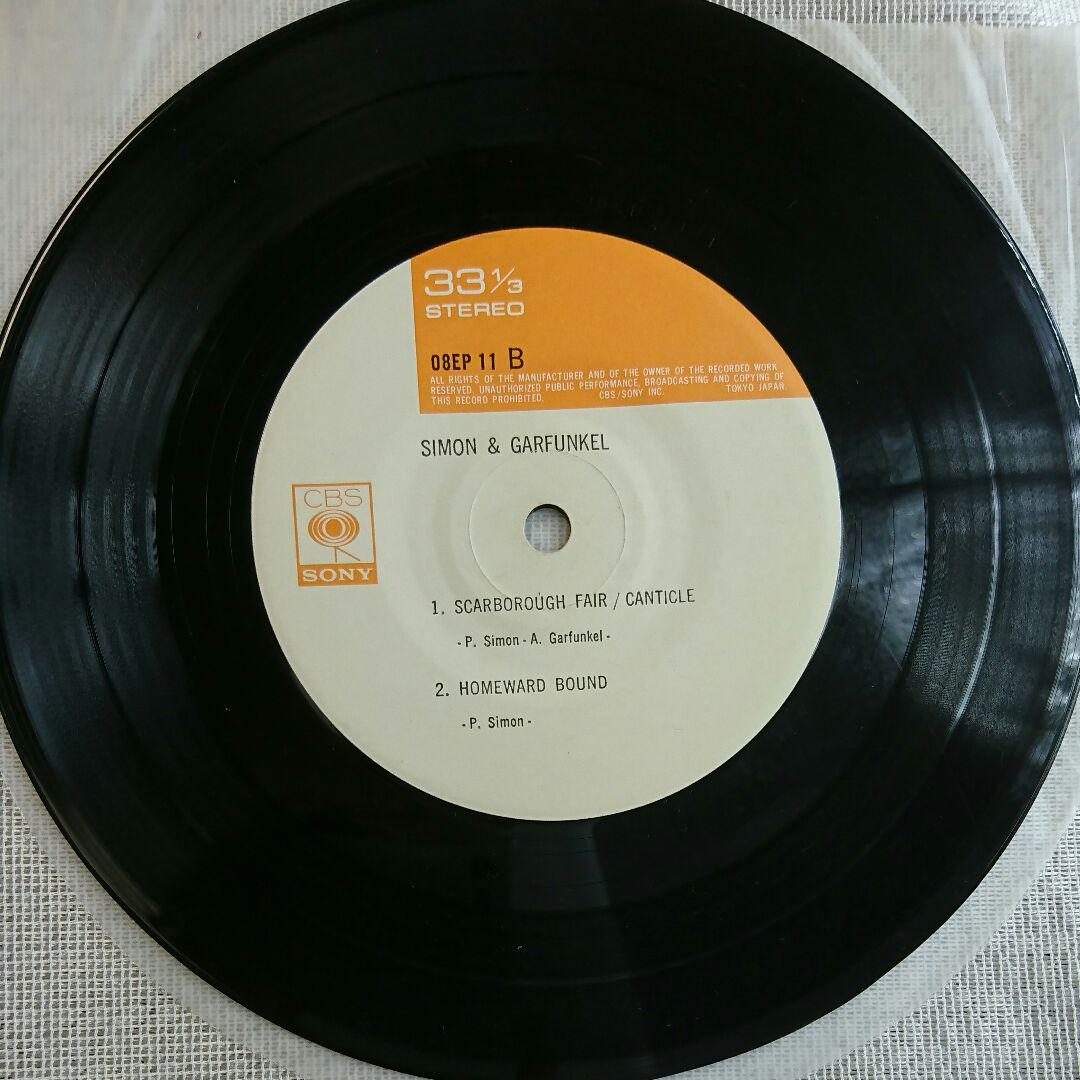 33 1/3
STEREO
08EP 11 B
ALL RIGHTS OF THE MANUFACTURER AND OF THE OWNER OF THE RECORDED WORK
RESERVED. UNAUTHORIZED PUBLIC PERFORMANCE, BROADCASTING AND COPYING OF
THIS RECORD PROHIBITED. CBS/SONY INC. TOKYO JAPAN
SIMON & GARFUNKEL
CBS
SONY
1. SCARBOROUGH FAIR / CANTICLE
- P. Simon - A. Garfunkel -
2. HOMEWARD BOUND
- P. Simon -